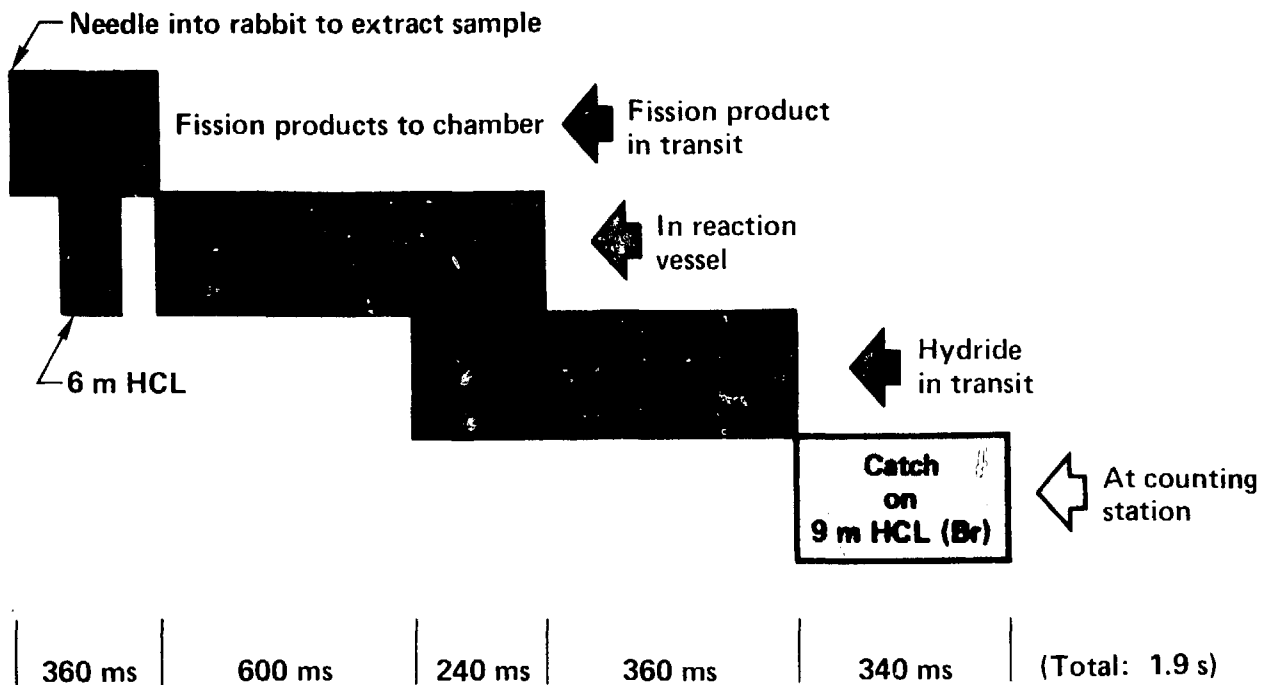 Needle into rabbit to extract sample
Fission products to chamber
Fission product
in transit
In reaction
vessel
6 m HCL
Hydride
in transit
Catch
on
9 m HCL (Br)
At counting
station
360 ms
600 ms
240 ms
360 ms
340 ms
(Total: 1.9 s)